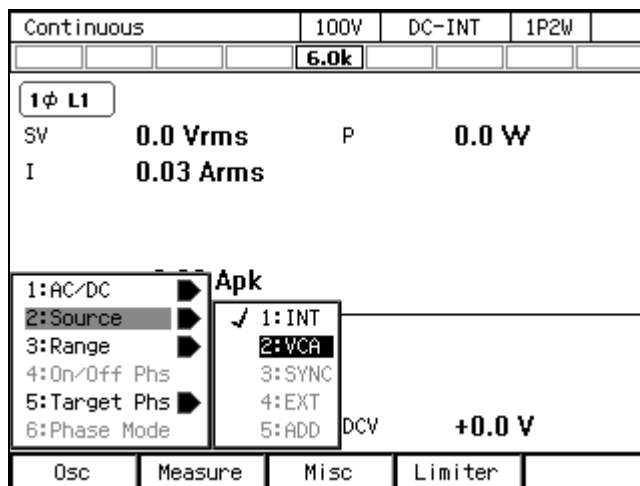 Continuous 100V DC-INT 1P2W
6.0k
1ϕ L1
SV 0.0 Vrms P 0.0 W
I 0.03 Arms
Apk
1:AC/DC
2:Source
3:Range
4:On/Off Phs
5:Target Phs
6:Phase Mode
✓ 1:INT
2:VCA
3:SYNC
4:EXT
5:ADD
DCV +0.0 V
Osc Measure Misc Limiter